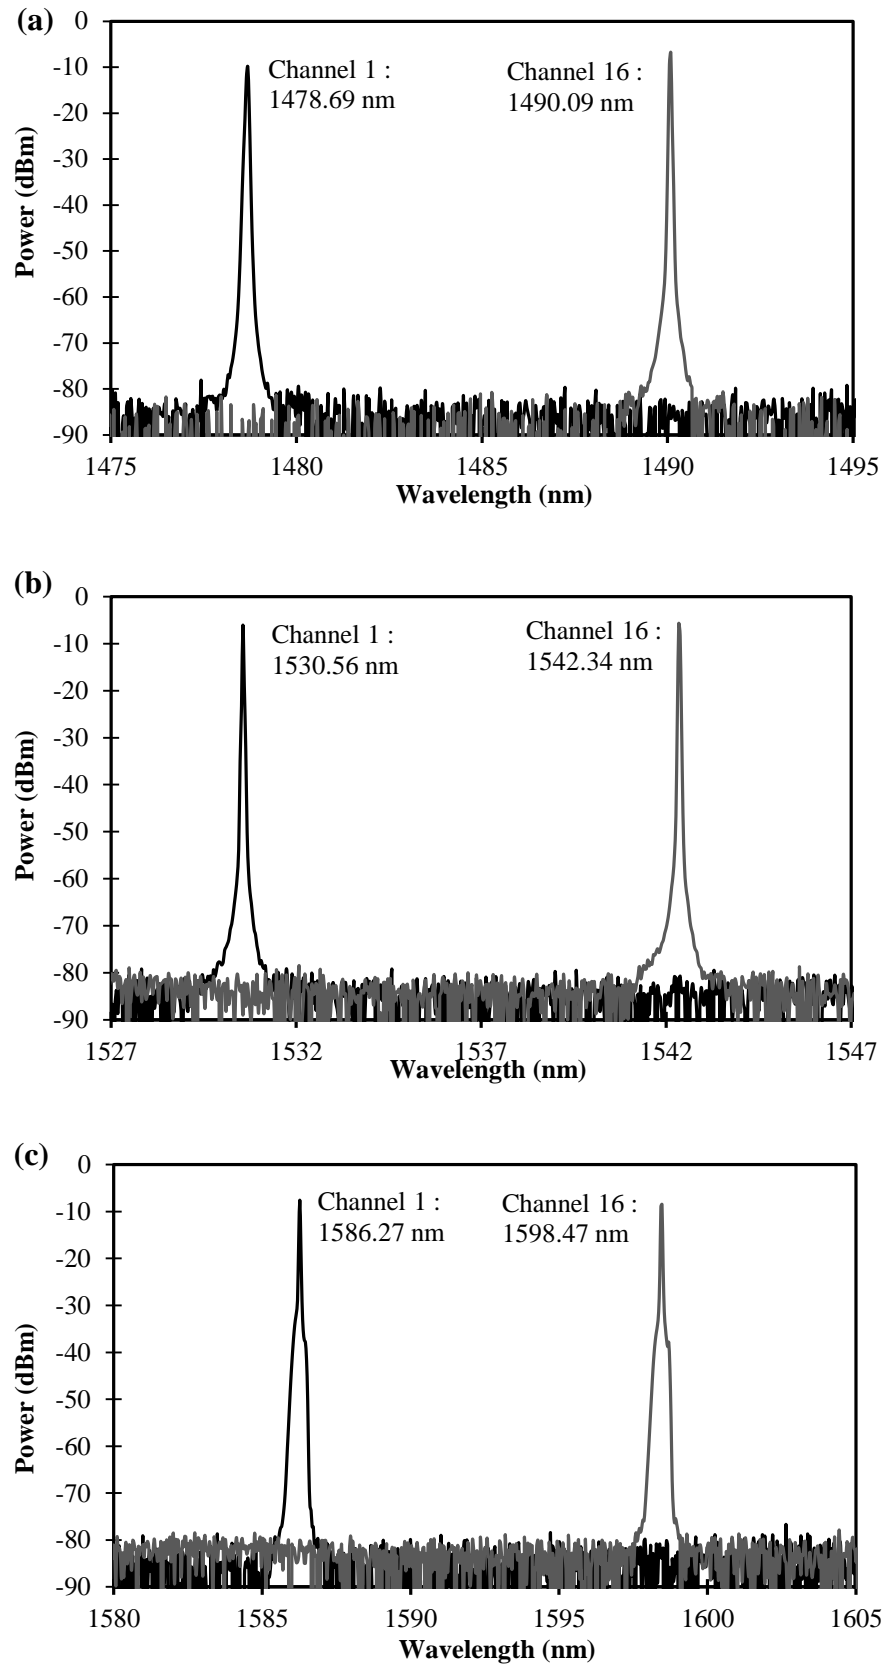 (a)
0
-10
-20
-30
-40
-50
-60
-70
-80
-90
Power (dBm)
Channel 1 :
1478.69 nm
Channel 16 :
1490.09 nm
1475 1480 1485 1490 1495
Wavelength (nm)
(b)
0
-10
-20
-30
-40
-50
-60
-70
-80
-90
Power (dBm)
Channel 1 :
1530.56 nm
Channel 16 :
1542.34 nm
1527 1532 1537 1542 1547
Wavelength (nm)
(c)
0
-10
-20
-30
-40
-50
-60
-70
-80
-90
Power (dBm)
Channel 1 :
1586.27 nm
Channel 16 :
1598.47 nm
1580 1585 1590 1595 1600 1605
Wavelength (nm)